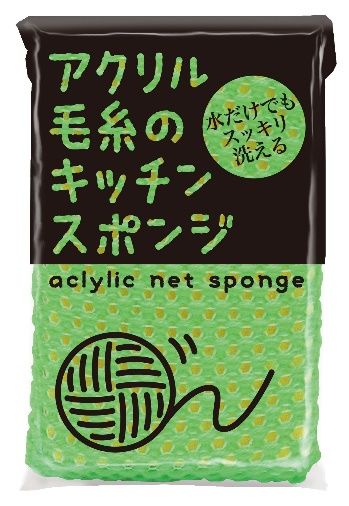 アクリル
毛糸の
キッチン
スポンジ
水だけでも
スッキリ
洗える
aclylic net sponge